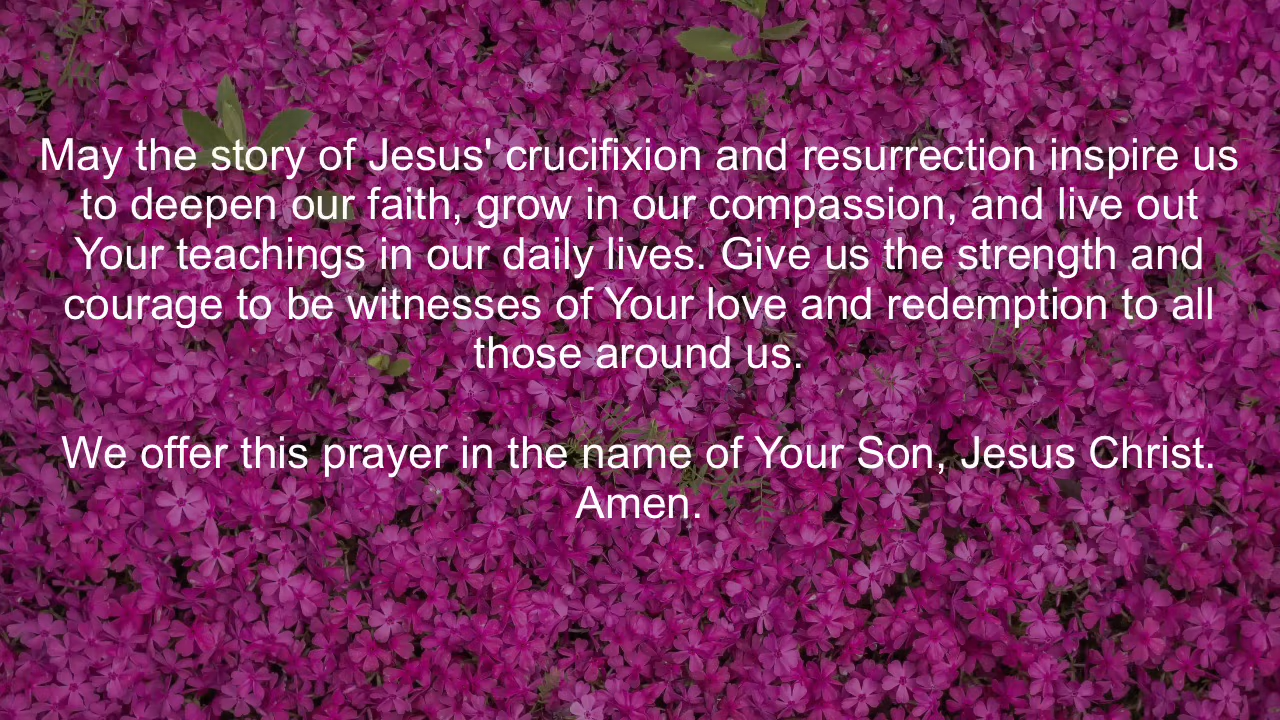 May the story of Jesus' crucifixion and resurrection inspire us
to deepen our faith, grow in our compassion, and live out
Your teachings in our daily lives. Give us the strength and
courage to be witnesses of Your love and redemption to all
those around us.
We offer this prayer in the name of Your Son, Jesus Christ.
Amen.